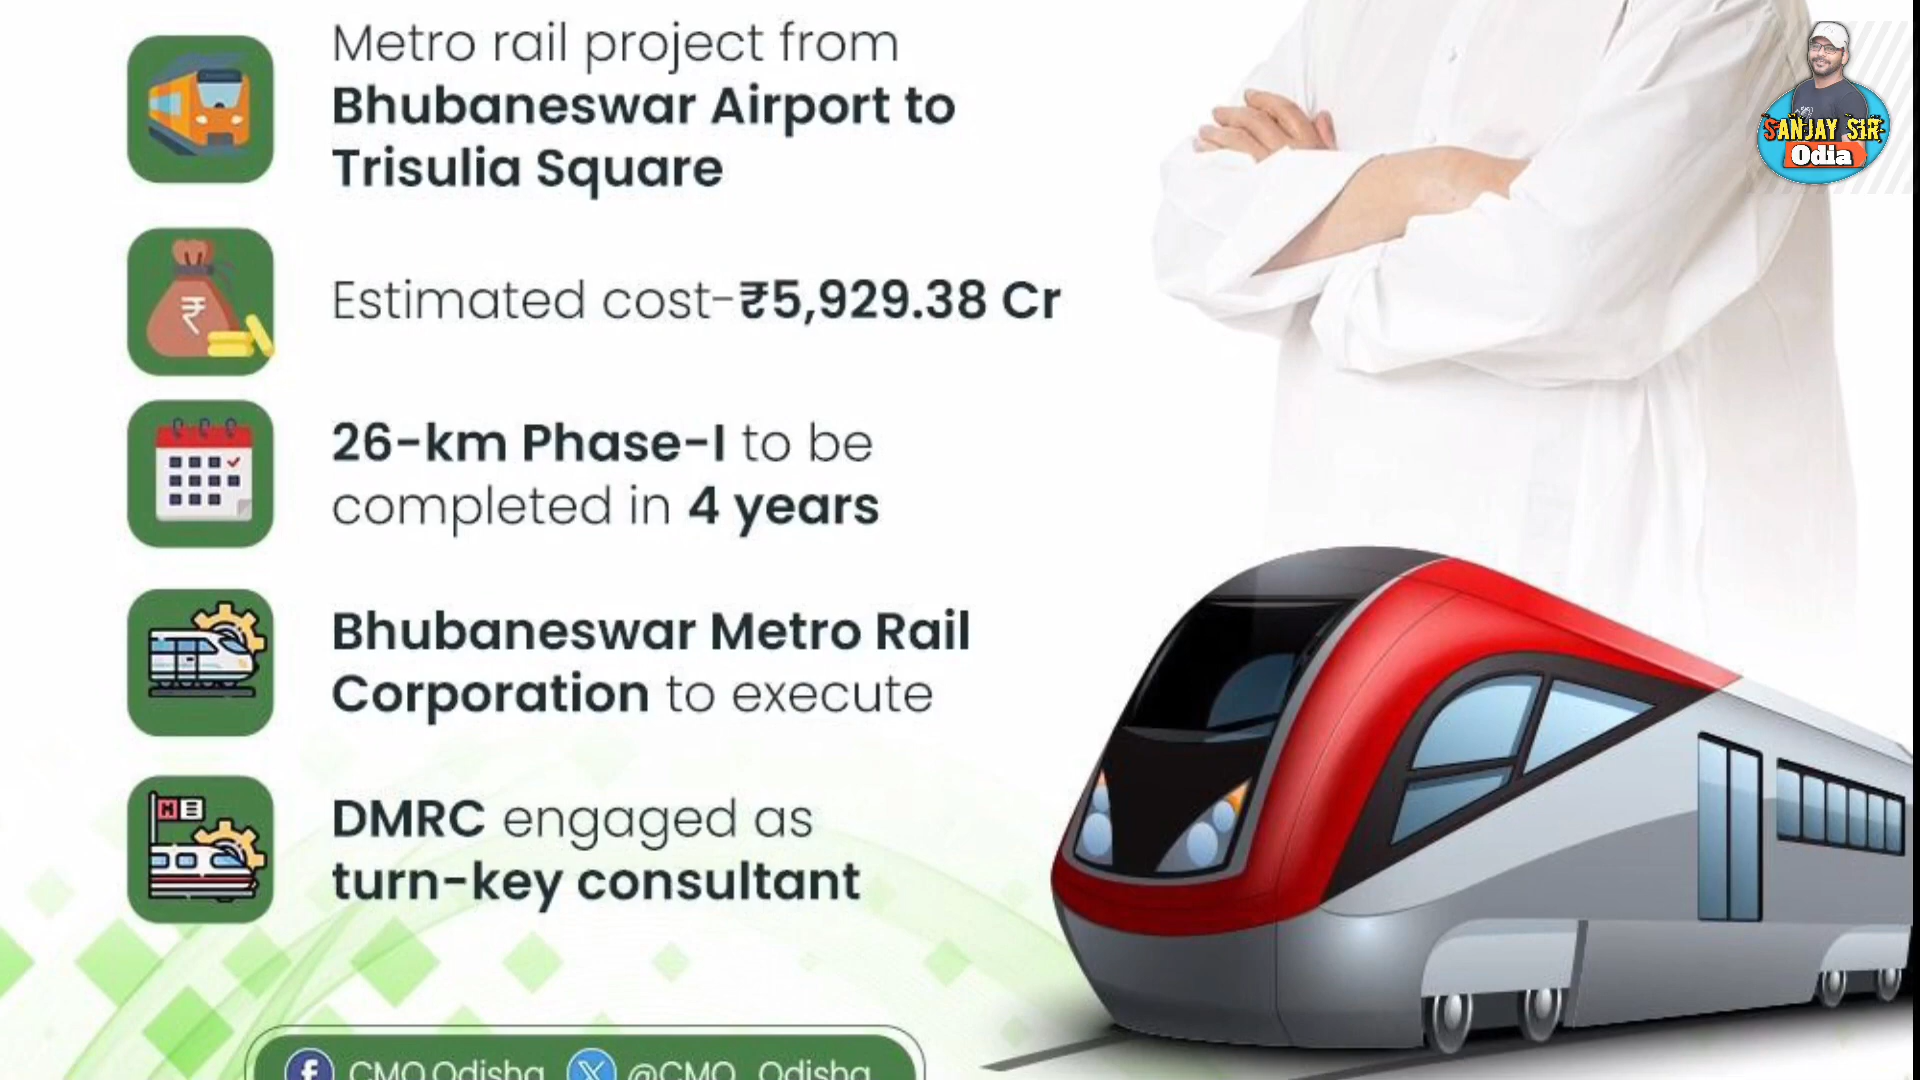 Metro rail project from
Bhubaneswar Airport to
Trisulia Square
Estimated cost-₹5,929.38 Cr
26-km Phase-I to be
completed in 4 years
Bhubaneswar Metro Rail
Corporation to execute
DMRC engaged as
turn-key consultant
CMO.Odisha @CMO_Odisha
SANJAY SIR
Odia